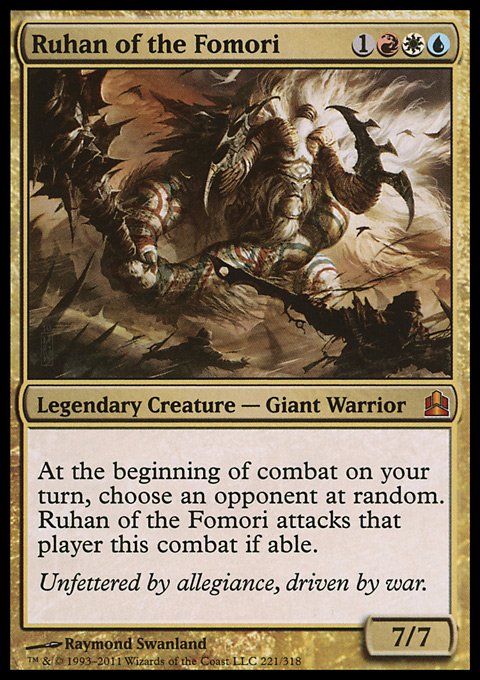 Ruhan of the Fomori 1
Legendary Creature — Giant Warrior
At the beginning of combat on your
turn, choose an opponent at random.
Ruhan of the Fomori attacks that
player this combat if able.
Unfettered by allegiance, driven by war.
7/7
Raymond Swanland
™ & © 1993–2011 Wizards of the Coast LLC 221/318